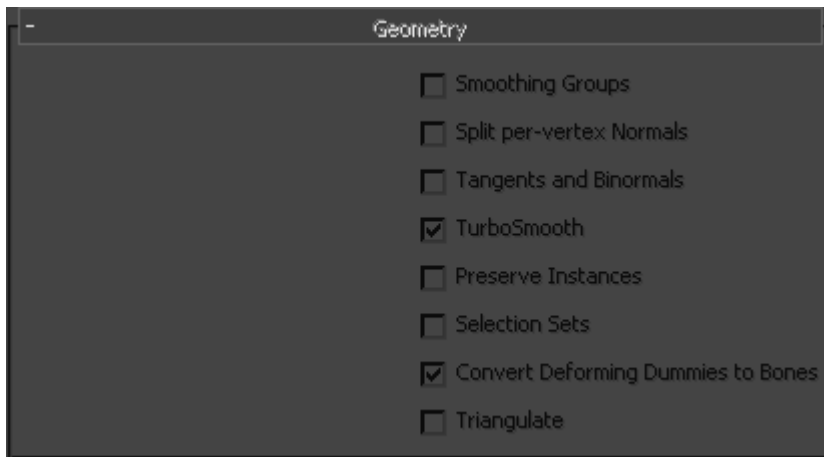 - Geometry
Smoothing Groups
Split per-vertex Normals
Tangents and Binormals
TurboSmooth
Preserve Instances
Selection Sets
Convert Deforming Dummies to Bones
Triangulate